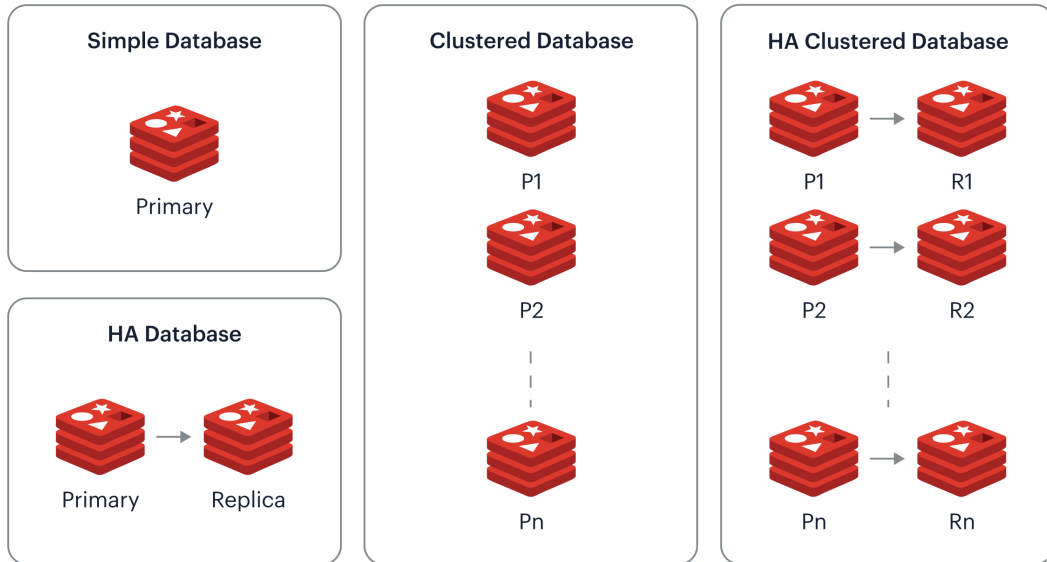 Simple Database
Primary
HA Database
Primary
Replica
Clustered Database
P1
P2
Pn
HA Clustered Database
P1
R1
P2
R2
Pn
Rn